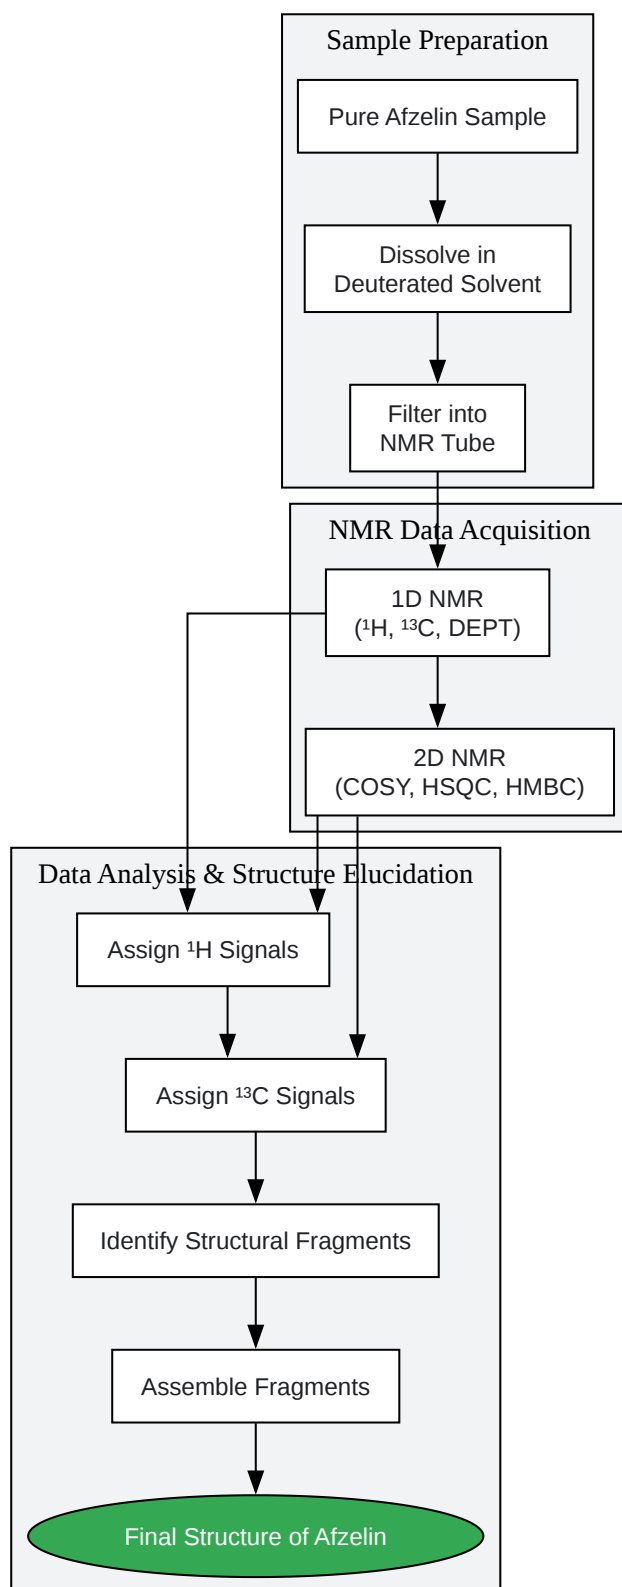 Sample Preparation
Pure Afzelin Sample
Dissolve in
Deuterated Solvent
Filter into
NMR Tube
NMR Data Acquisition
1D NMR
(¹H, ¹³C, DEPT)
2D NMR
(COSY, HSQC, HMBC)
Data Analysis & Structure Elucidation
Assign ¹H Signals
Assign ¹³C Signals
Identify Structural Fragments
Assemble Fragments
Final Structure of Afzelin